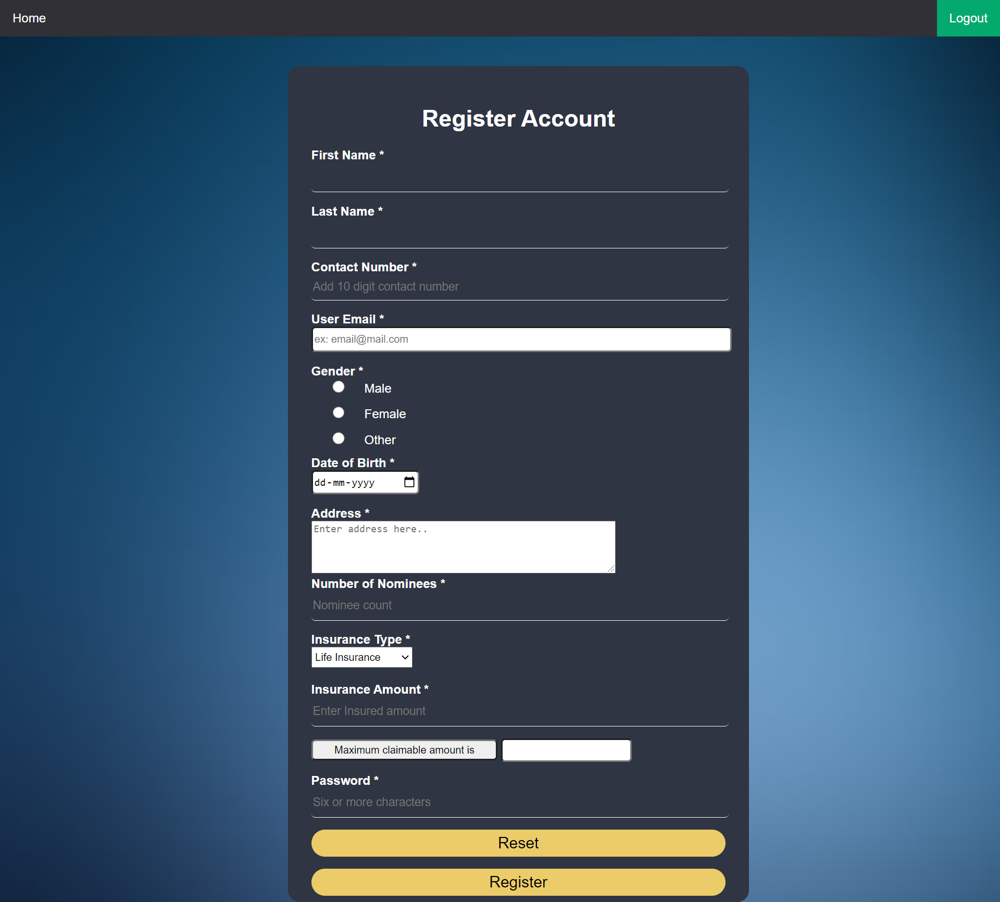 Home
Logout
Register Account
First Name *
Last Name *
Contact Number *
Add 10 digit contact number
User Email *
ex: email@mail.com
Gender *
Male
Female
Other
Date of Birth *
dd-mm-yyyy
Address *
Enter address here..
Number of Nominees *
Nominee count
Insurance Type *
Life Insurance
Insurance Amount *
Enter Insured amount
Maximum claimable amount is
Password *
Six or more characters
Reset
Register